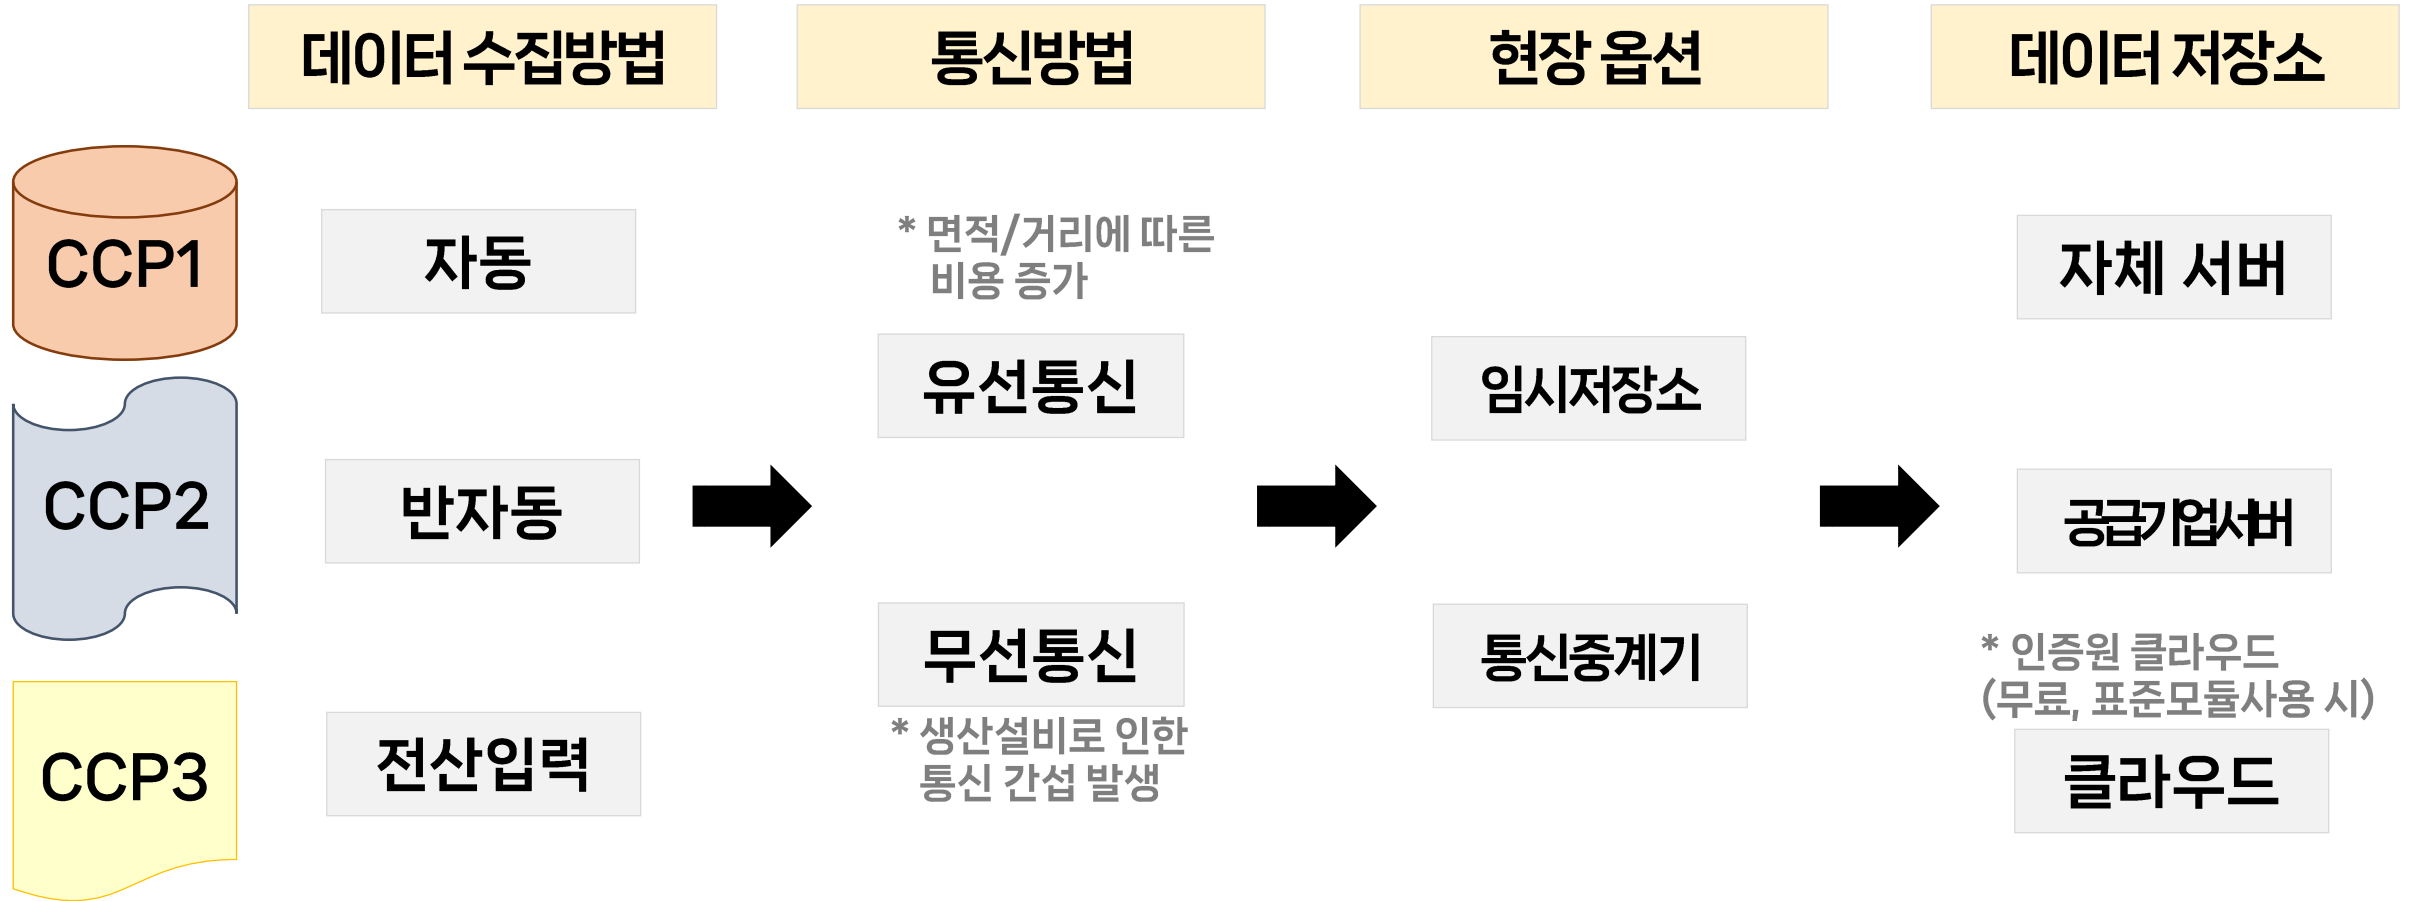 데이터 수집방법
통신방법
현장 옵션
데이터 저장소
CCP1
자동
* 면적/거리에 따른
비용 증가
자체 서버
유선통신
임시저장소
CCP2
반자동
공급기업서버
무선통신
통신중계기
* 인증원 클라우드
(무료, 표준모듈사용 시)
CCP3
전산입력
* 생산설비로 인한
통신 간섭 발생
클라우드